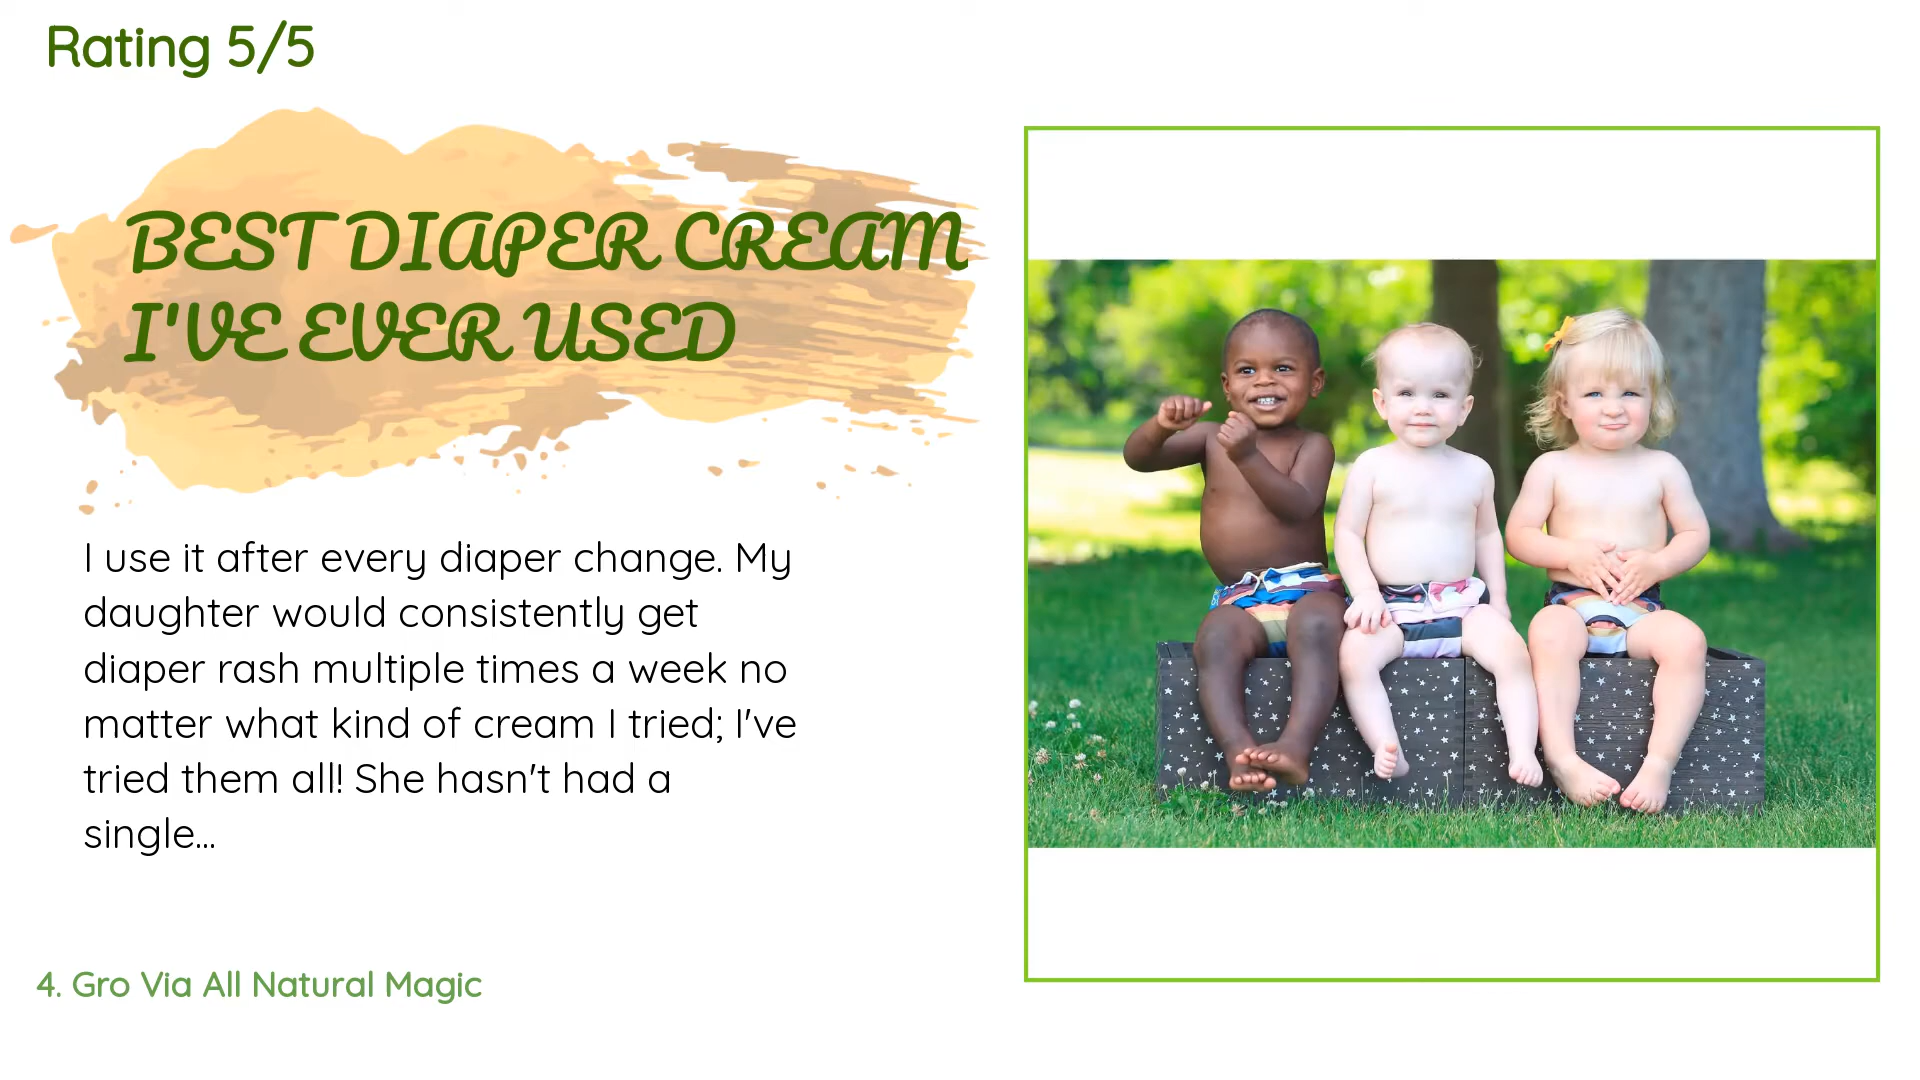 Rating 5/5
BEST DIAPER CREAM
I'VE EVER USED
I use it after every diaper change. My
daughter would consistently get
diaper rash multiple times a week no
matter what kind of cream I tried; I've
tried them all! She hasn't had a
single...
4. Gro Via All Natural Magic